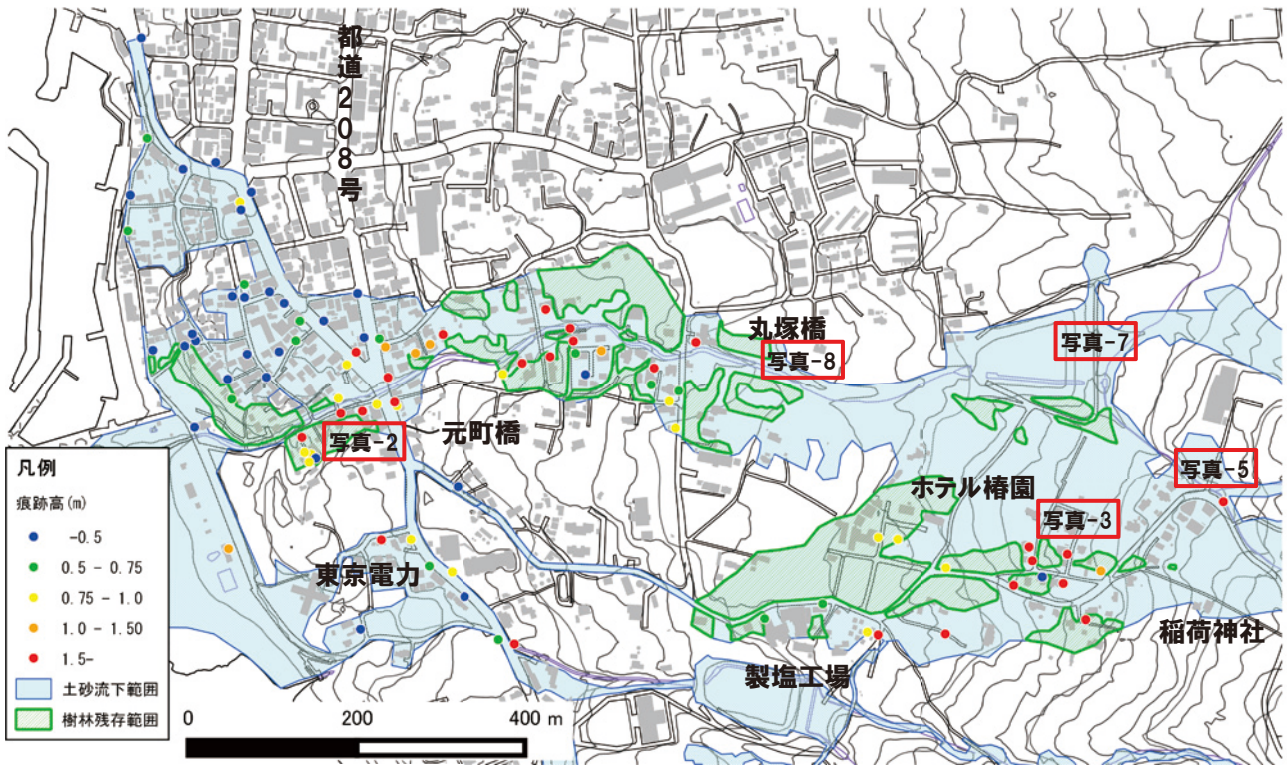 都道208号
丸塚橋
写真-8
写真-7
元町橋
写真-2
写真-5
ホテル椿園
写真-3
凡例
痕跡高(m)
-0.5
0.5 - 0.75
0.75 - 1.0
1.0 - 1.50
1.5-
土砂流下範囲
樹林残存範囲
東京電力
稲荷神社
製塩工場
0 200 400 m